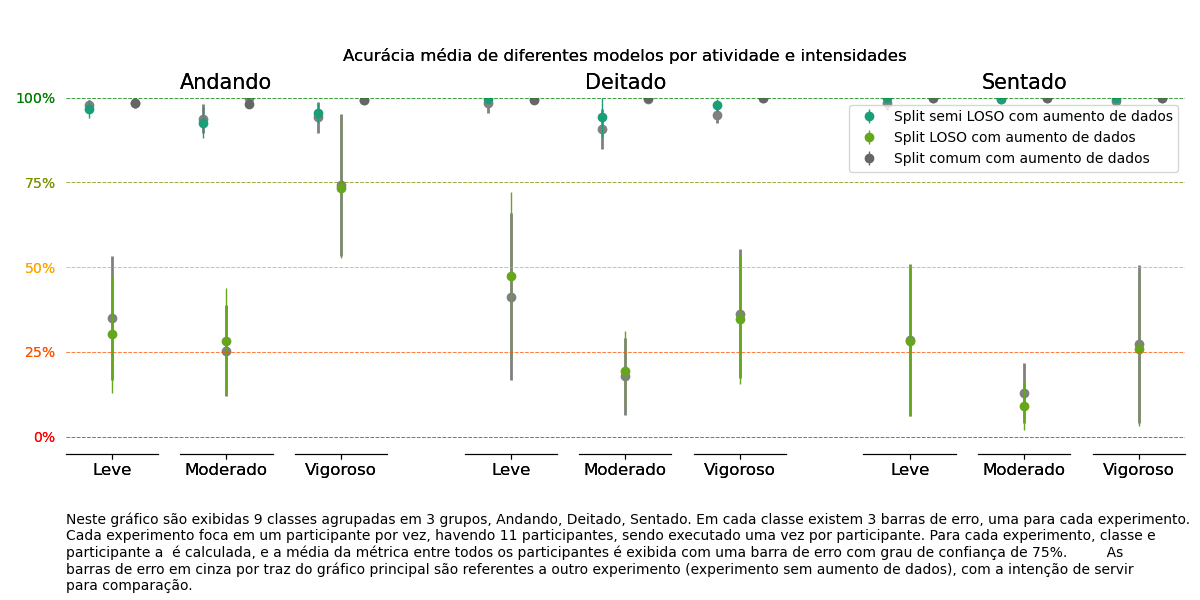 Acurácia média de diferentes modelos por atividade e intensidades
Andando Deitado Sentado
100%
Split semi LOSO com aumento de dados
Split LOSO com aumento de dados
Split comum com aumento de dados
75%
50%
25%
0%
Leve Moderado Vigoroso Leve Moderado Vigoroso Leve Moderado Vigoroso
Neste gráfico são exibidas 9 classes agrupadas em 3 grupos, Andando, Deitado, Sentado. Em cada classe existem 3 barras de erro, uma para cada experimento.
Cada experimento foca em um participante por vez, havendo 11 participantes, sendo executado uma vez por participante. Para cada experimento, classe e
participante a  é calculada, e a média da métrica entre todos os participantes é exibida com uma barra de erro com grau de confiança de 75%. As
barras de erro em cinza por traz do gráfico principal são referentes a outro experimento (experimento sem aumento de dados), com a intenção de servir
para comparação.